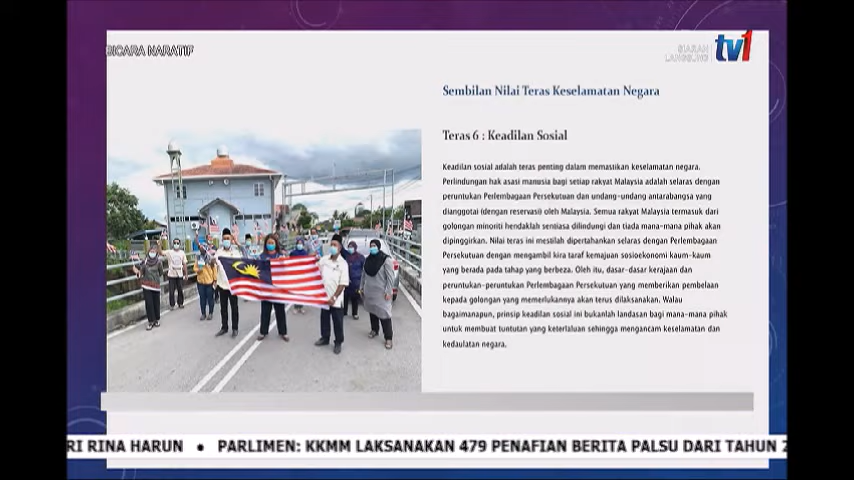 BICARA NARATIF
SIARAN
LANGSUNG
tv1
Sembilan Nilai Teras Keselamatan Negara
Teras 6 : Keadilan Sosial
Keadilan sosial adalah teras penting dalam memastikan keselamatan negara.
Perlindungan hak asasi manusia bagi setiap rakyat Malaysia adalah selaras dengan
peruntukan Perlembagaan Persekutuan dan undang-undang antarabangsa yang
dianggotai (dengan reservasi) oleh Malaysia. Semua rakyat Malaysia termasuk dari
golongan minoriti hendaklah sentiasa dilindungi dan tiada mana-mana pihak akan
dipinggirkan. Nilai teras ini mestilah dipertahankan selaras dengan Perlembagaan
Persekutuan dengan mengambil kira taraf kemajuan sosioekonomi kaum-kaum
yang berada pada tahap yang berbeza. Oleh itu, dasar-dasar kerajaan dan
peruntukan-peruntukan Perlembagaan Persekutuan yang memberikan pembelaan
kepada golongan yang memerlukannya akan terus dilaksanakan. Walau
bagaimanapun, prinsip keadilan sosial ini bukanlah landasan bagi mana-mana pihak
untuk membuat tuntutan yang keterlaluan sehingga mengancam keselamatan dan
kedaulatan negara.
RI RINA HARUN • PARLIMEN: KKMM LAKSANAKAN 479 PENAFIAN BERITA PALSU DARI TAHUN 2